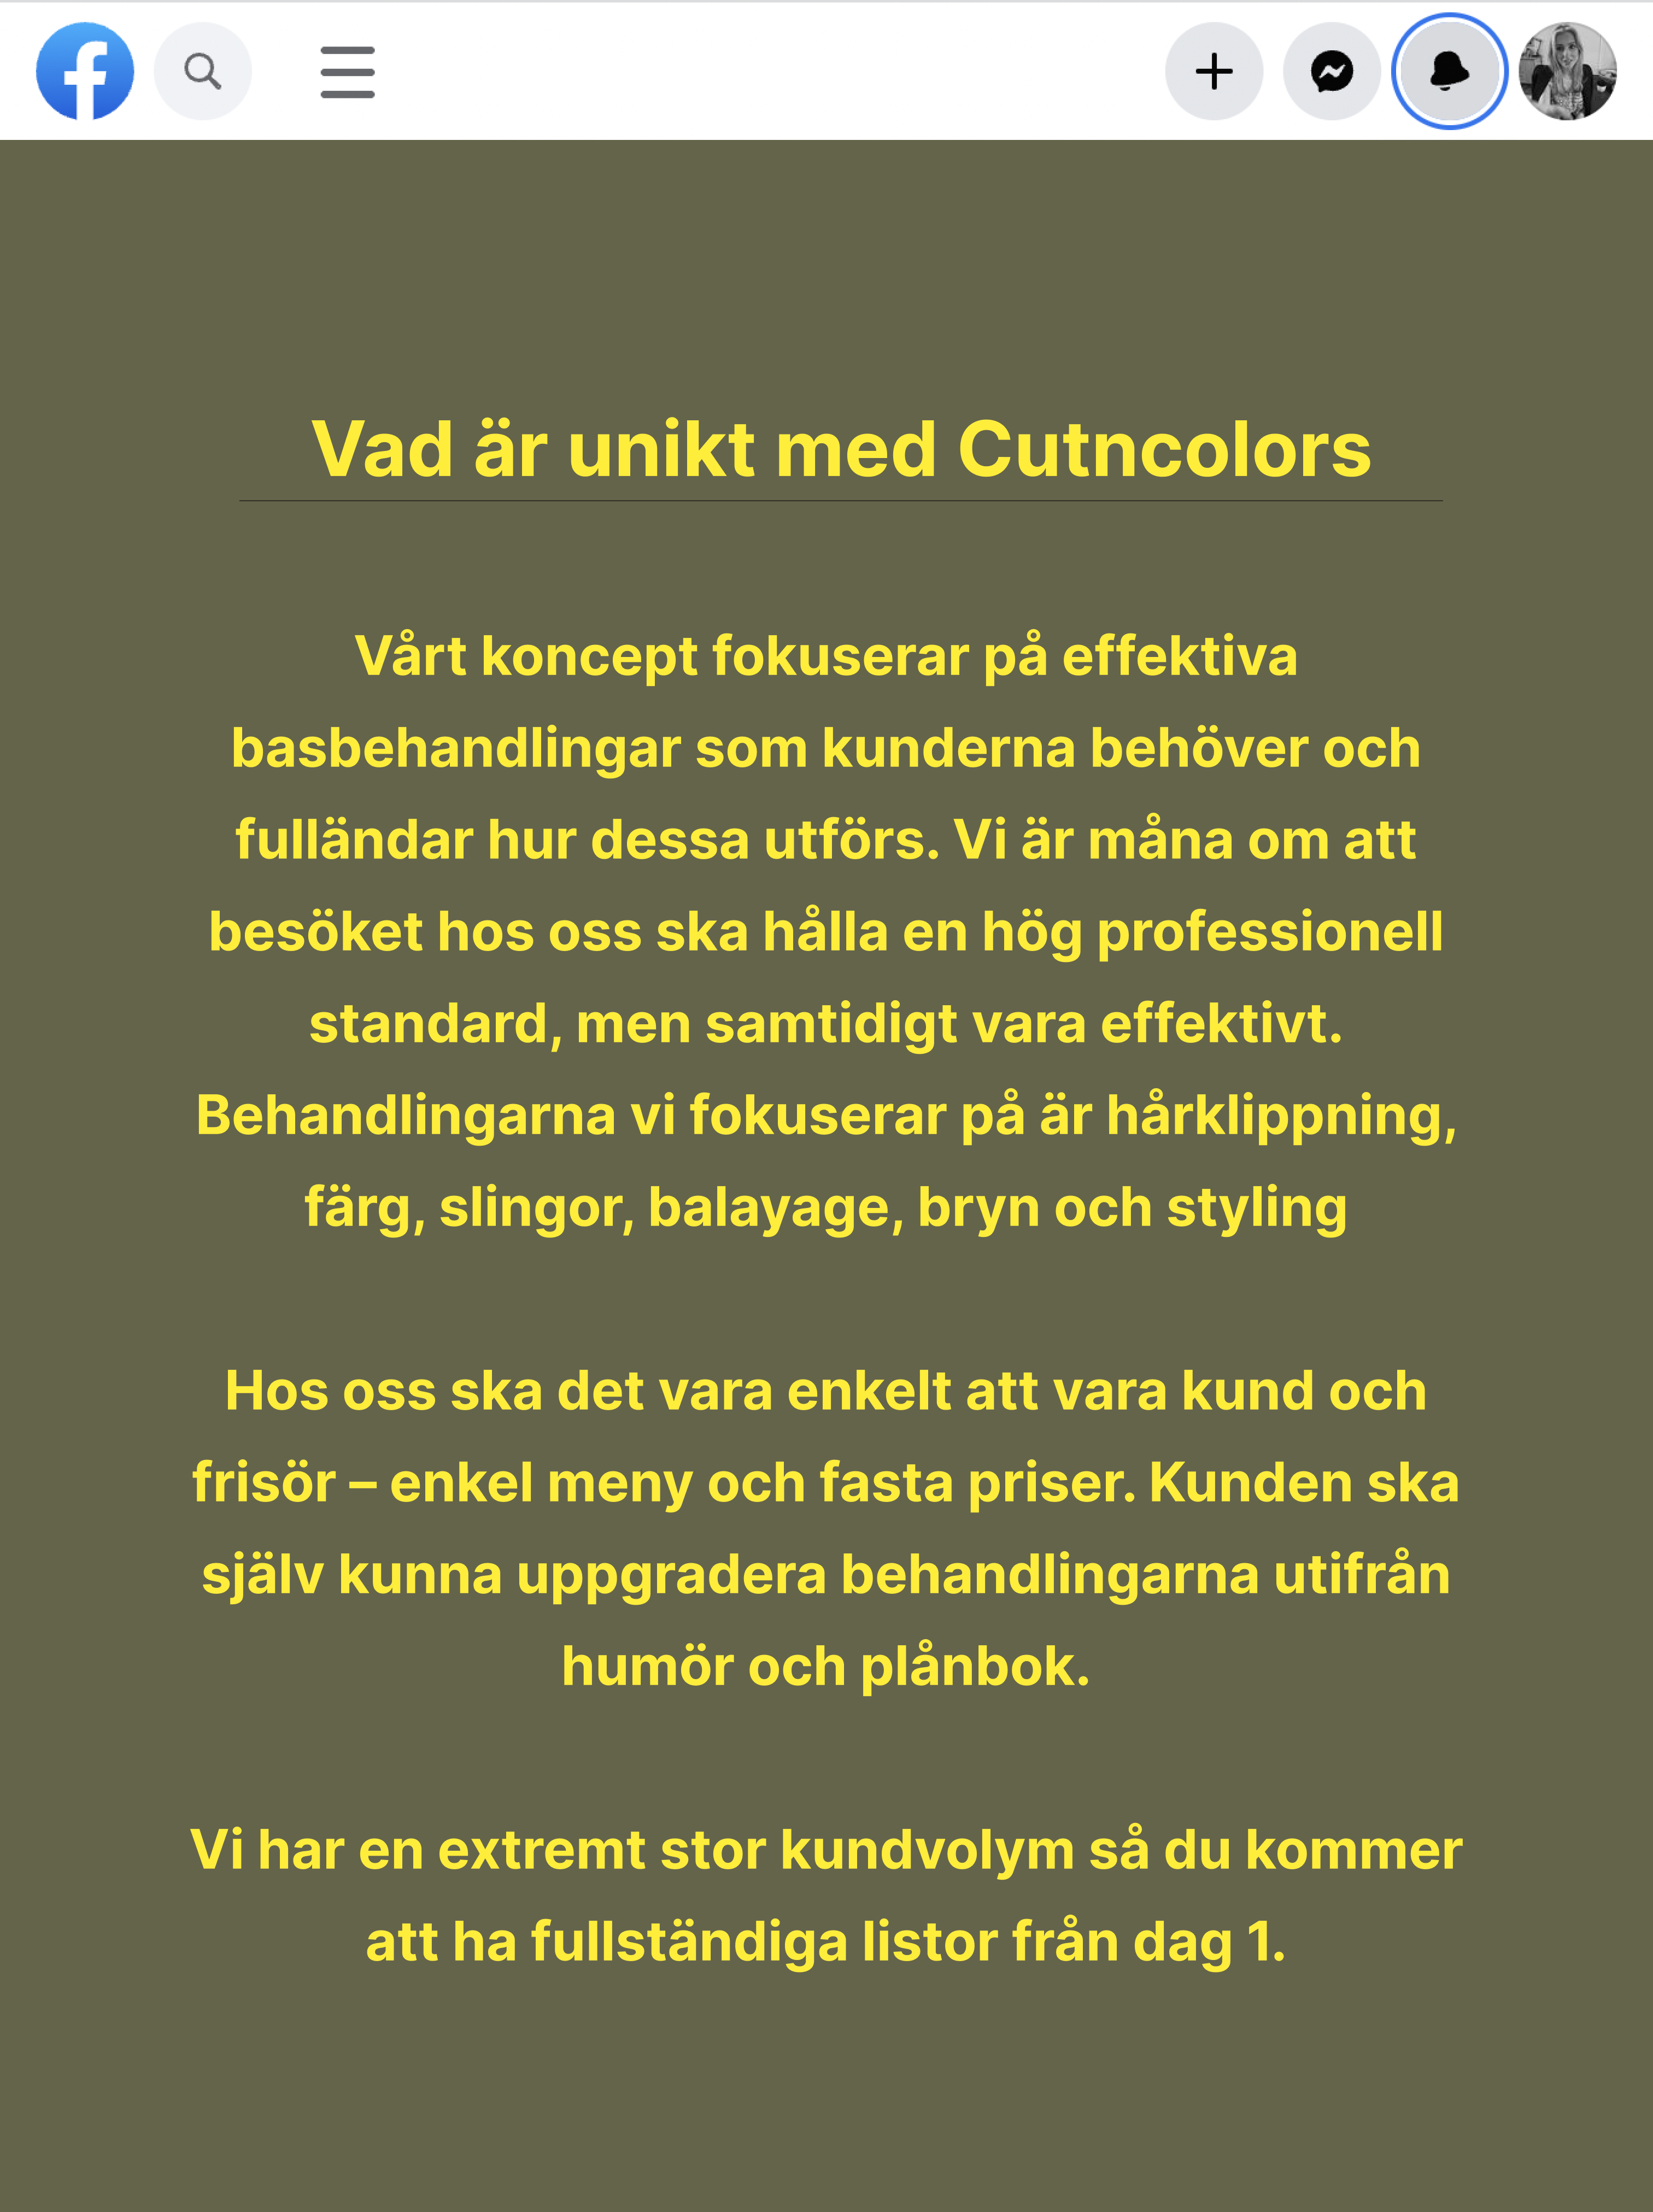 Vad är unikt med Cutncolors
Vårt koncept fokuserar på effektiva
basbehandlingar som kunderna behöver och
fulländar hur dessa utförs. Vi är måna om att
besöket hos oss ska hålla en hög professionell
standard, men samtidigt vara effektivt.
Behandlingarna vi fokuserar på är hårklippning,
färg, slingor, balayage, bryn och styling
Hos oss ska det vara enkelt att vara kund och
frisör – enkel meny och fasta priser. Kunden ska
själv kunna uppgradera behandlingarna utifrån
humör och plånbok.
Vi har en extremt stor kundvolym så du kommer
att ha fullständiga listor från dag 1.